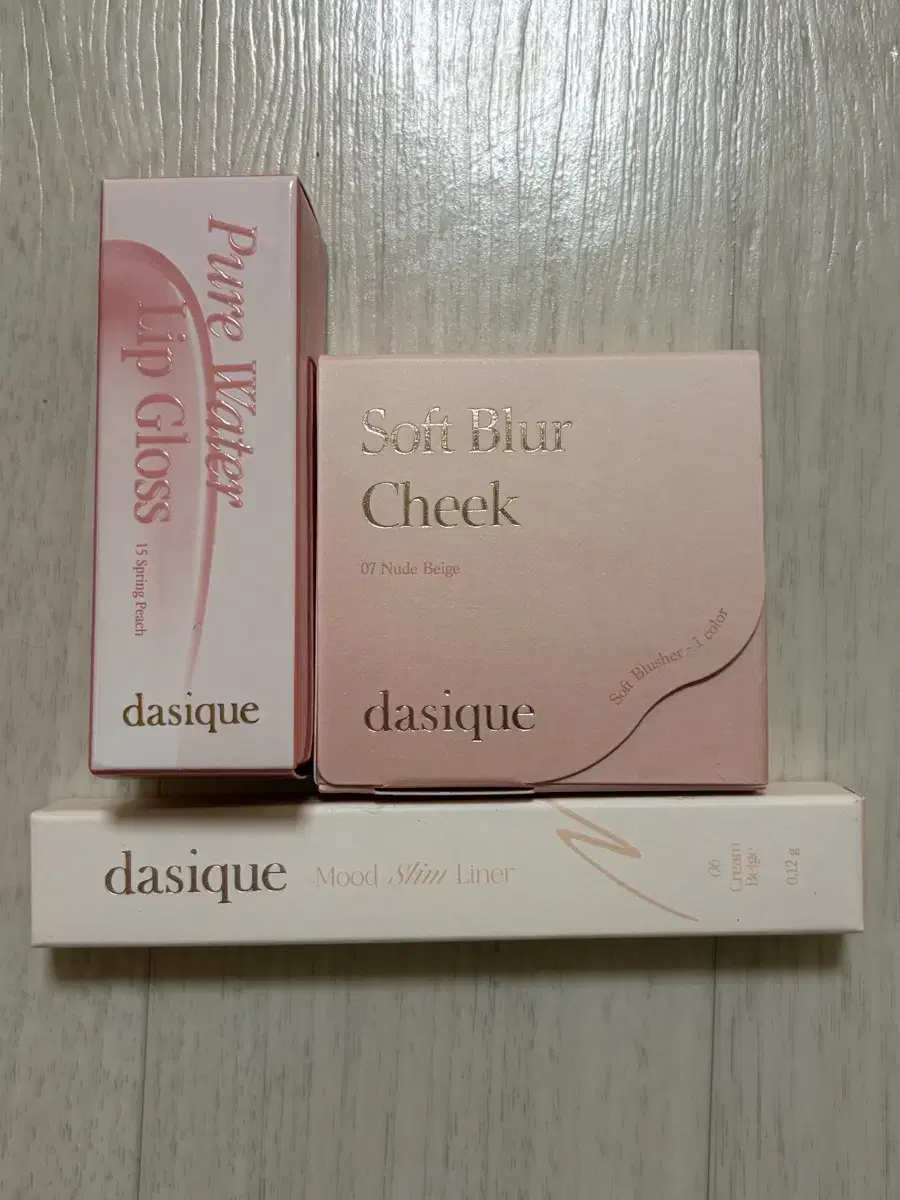 Pure Water
Lip Gloss
15 Spring Peach
dasique
Soft Blur
Cheek
07 Nude Beige
Soft Blusher - 1 color
dasique
dasique Mood Slim Liner
06
Cream
Beige
0.12 g